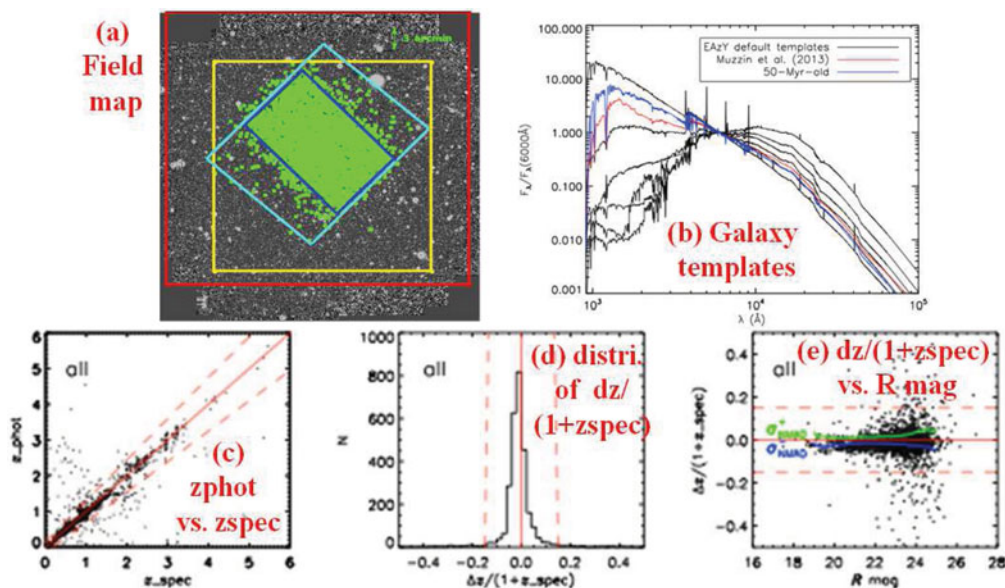 (a)
Field
map
3 arcmin
100.000
10.000
1.000
0.100
0.010
0.001
F_λ/F_λ(6000Å)
EAzY default templates
Muzzin et al. (2013)
50-Myr-old
(b) Galaxy
templates
10³
10⁴
10⁵
λ (Å)
6
5
4
3
2
1
0
z_phot
all
(c)
zphot
vs. zspec
0
1
2
3
4
5
6
z_spec
1000
800
600
400
200
0
N
all
(d) distri.
of dz/
(1+zspec)
-0.4
-0.2
0.0
0.2
0.4
Δz/(1+z_spec)
0.4
0.2
0.0
-0.2
-0.4
Δz/(1+z_spec)
all
(e) dz/(1+zspec)
vs. R mag
σ⁺NMAD
σ⁻NMAD
16
18
20
22
24
26
28
R mag